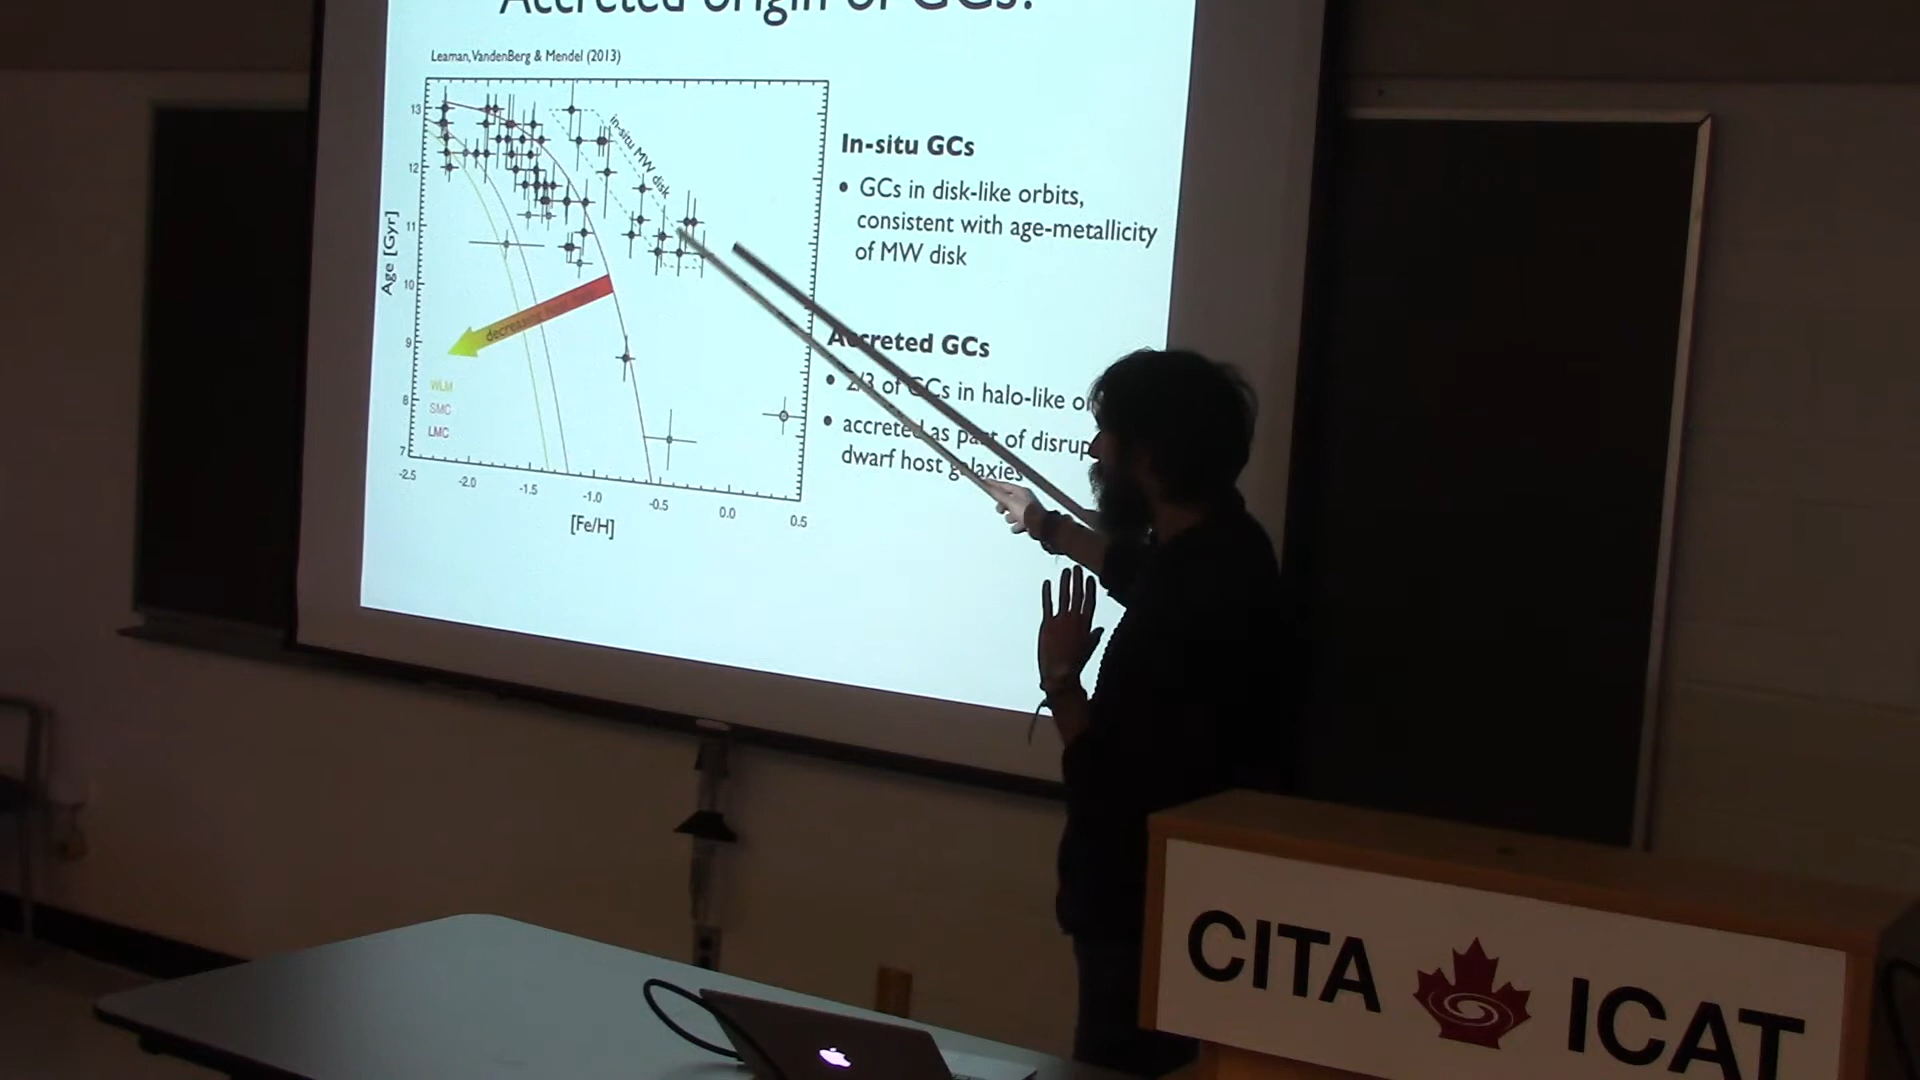 Accreted origin of GCs?
Leaman, VandenBerg & Mendel (2013)
In-situ GCs
• GCs in disk-like orbits,
consistent with age-metallicity
of MW disk
Accreted GCs
• 2/3 of GCs in halo-like
• accreted as part of
dwarf host galaxies
in-situ MW disk
decreasing
Age [Gyr]
13
12
11
10
9
8
7
WLM
SMC
LMC
-2.5 -2.0 -1.5 -1.0 -0.5 0.0 0.5
[Fe/H]
CITA ICAT